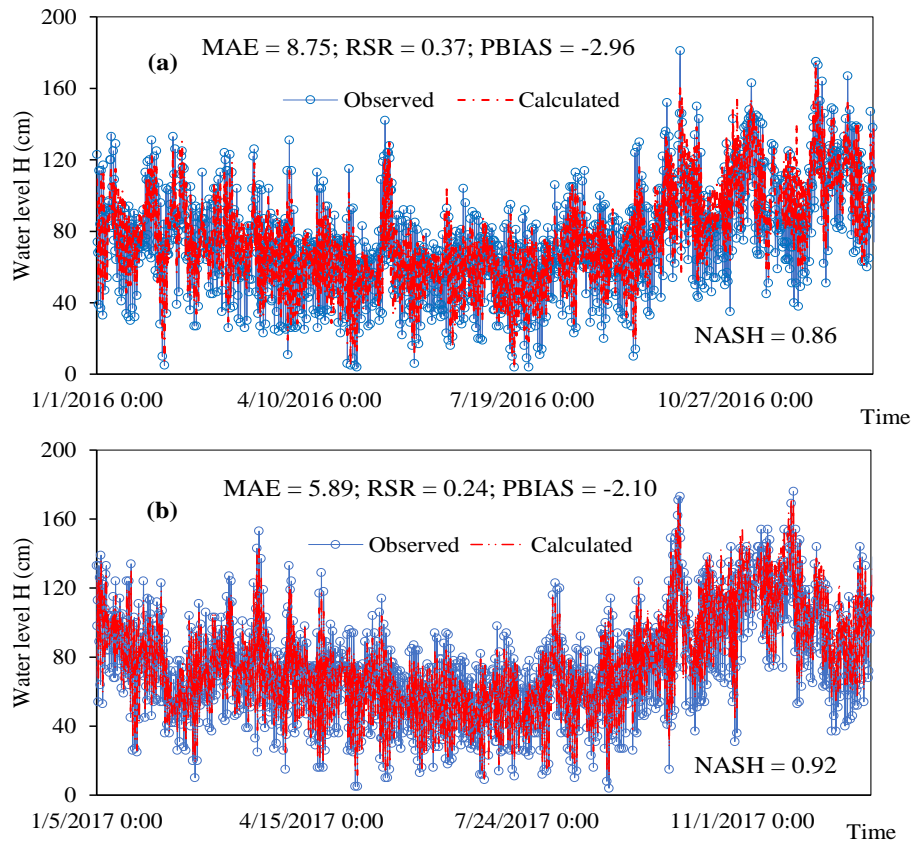 200
(a)
MAE = 8.75; RSR = 0.37; PBIAS = -2.96
160
Observed
Calculated
120
80
40
0
Water level H (cm)
NASH = 0.86
1/1/2016 0:00
4/10/2016 0:00
7/19/2016 0:00
10/27/2016 0:00
Time
200
(b)
MAE = 5.89; RSR = 0.24; PBIAS = -2.10
160
Observed
Calculated
120
80
40
0
Water level H (cm)
NASH = 0.92
1/5/2017 0:00
4/15/2017 0:00
7/24/2017 0:00
11/1/2017 0:00
Time